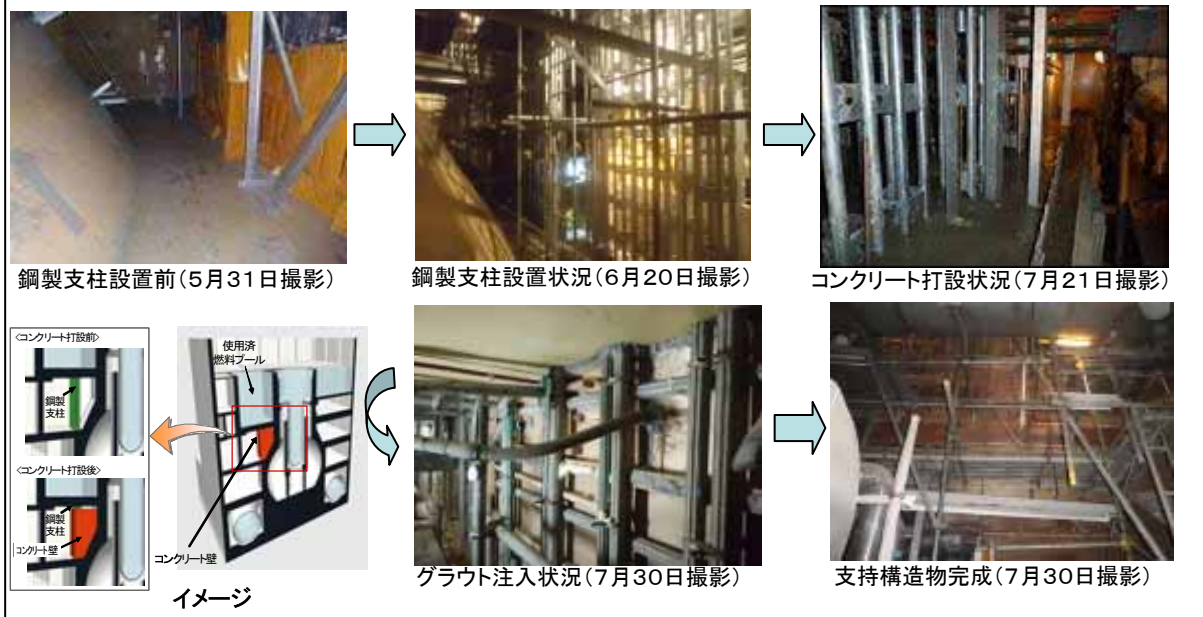 鋼製支柱設置前(5月31日撮影)
鋼製支柱設置状況(6月20日撮影)
コンクリート打設状況(7月21日撮影)
〈コンクリート打設前〉
鋼製
支柱
〈コンクリート打設後〉
鋼製
支柱
コンクリート壁
使用済
燃料プール
コンクリート壁
イメージ
グラウト注入状況(7月30日撮影)
支持構造物完成(7月30日撮影)